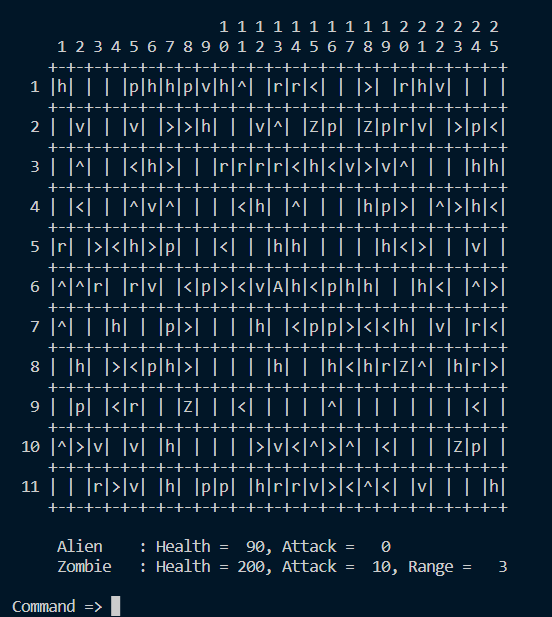 1 1 1 1 1 1 1 1 1 1 2 2 2 2 2 2
1 2 3 4 5 6 7 8 9 0 1 2 3 4 5 6 7 8 9 0 1 2 3 4 5
+-+-+-+-+-+-+-+-+-+-+-+-+-+-+-+-+-+-+-+-+-+-+-+-+-+
1 |h| | | |p|h|h|p|v|h|^| |r|r|<| | |>| |r|h|v| | | |
+-+-+-+-+-+-+-+-+-+-+-+-+-+-+-+-+-+-+-+-+-+-+-+-+-+
2 | |v| | |v| |>|>|h| | |v|^| |Z|p| |Z|p|r|v| |>|p|<|
+-+-+-+-+-+-+-+-+-+-+-+-+-+-+-+-+-+-+-+-+-+-+-+-+-+
3 | |^| | |<|h|>| | |r|r|r|r|<|h|<|v|>|v|^| | | |h|h|
+-+-+-+-+-+-+-+-+-+-+-+-+-+-+-+-+-+-+-+-+-+-+-+-+-+
4 | |<| | |^|v|^| | | |<|h| |^| | | |h|p|>| |^|>|h|<|
+-+-+-+-+-+-+-+-+-+-+-+-+-+-+-+-+-+-+-+-+-+-+-+-+-+
5 |r| |>|<|h|>|p| | |<| | |h|h| | | | |h|<|>| | |v| |
+-+-+-+-+-+-+-+-+-+-+-+-+-+-+-+-+-+-+-+-+-+-+-+-+-+
6 |^|^|r| |r|v| |<|p|>|<|v|A|h|<|p|h|h| | |h|<| |^|>|
+-+-+-+-+-+-+-+-+-+-+-+-+-+-+-+-+-+-+-+-+-+-+-+-+-+
7 |^| | |h| | |p|>| | | |h| |<|p|p|>|<|<|h| |v| |r|<|
+-+-+-+-+-+-+-+-+-+-+-+-+-+-+-+-+-+-+-+-+-+-+-+-+-+
8 | |h| |>|<|p|h|>| | | | |h| | |h|<|h|r|Z|^| |h|r|>|
+-+-+-+-+-+-+-+-+-+-+-+-+-+-+-+-+-+-+-+-+-+-+-+-+-+
9 | |p| |<|r| | |Z| | |<| | | | |^| | | | | | | |<| |
+-+-+-+-+-+-+-+-+-+-+-+-+-+-+-+-+-+-+-+-+-+-+-+-+-+
10 |^|>|v| |v| |h| | | | |>|v|<|^|>|^| |<| | | |Z|p| |
+-+-+-+-+-+-+-+-+-+-+-+-+-+-+-+-+-+-+-+-+-+-+-+-+-+
11 | | |r|>|v| |h| |p|p| |h|r|r|v|>|<|^|<| |v| | | |h|
+-+-+-+-+-+-+-+-+-+-+-+-+-+-+-+-+-+-+-+-+-+-+-+-+-+
Alien : Health = 90, Attack = 0
Zombie : Health = 200, Attack = 10, Range = 3
Command =>